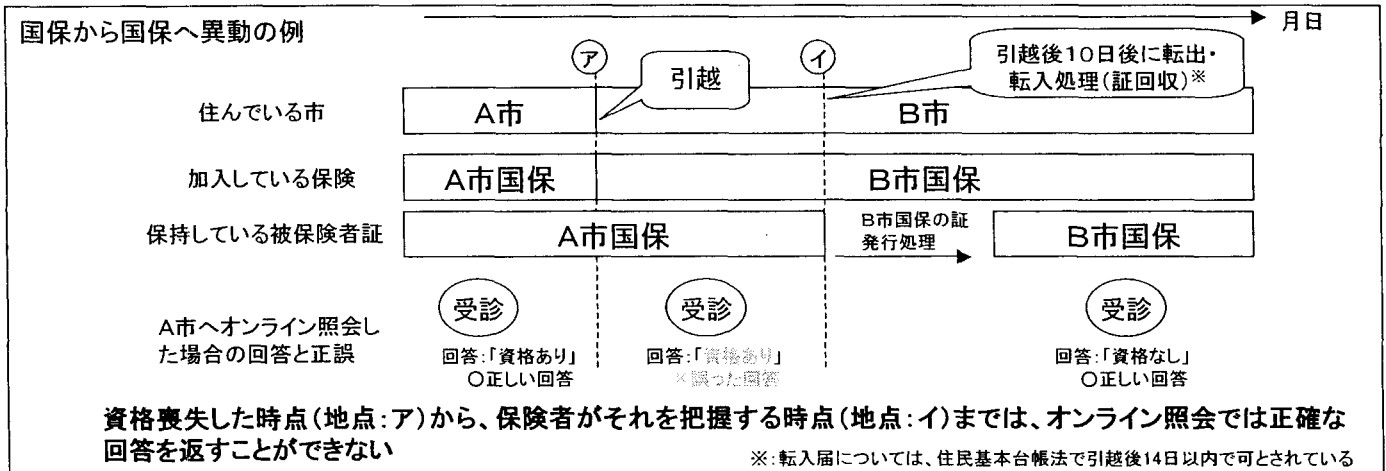 国保から国保へ異動の例
月日
㋐
引越
㋑
引越後10日後に転出・
転入処理(証回収)※
住んでいる市
A市
B市
加入している保険
A市国保
B市国保
保持している被保険者証
A市国保
B市国保の証
発行処理
B市国保
A市へオンライン照会し
た場合の回答と正誤
受診
回答:「資格あり」
○正しい回答
受診
回答:「資格あり」
×誤った回答
受診
回答:「資格なし」
○正しい回答
資格喪失した時点(地点:ア)から、保険者がそれを把握する時点(地点:イ)までは、オンライン照会では正確な
回答を返すことができない
※:転入届については、住民基本台帳法で引越後14日以内で可とされている